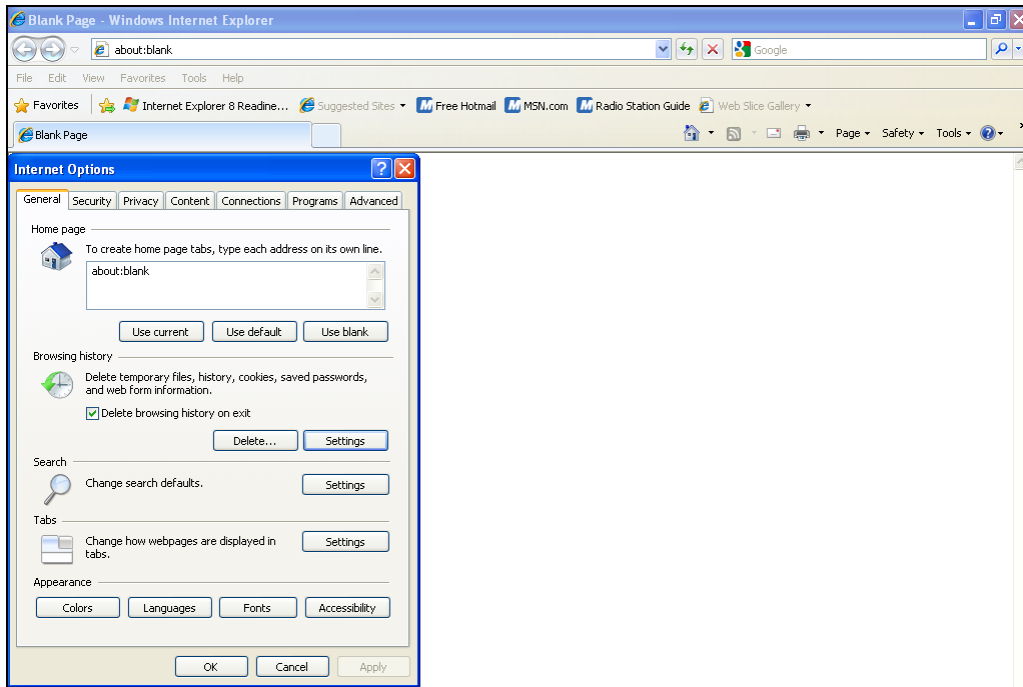 Blank Page - Windows Internet Explorer
about:blank
Google
File Edit View Favorites Tools Help
Favorites Internet Explorer 8 Readine... Suggested Sites Free Hotmail MSN.com Radio Station Guide Web Slice Gallery
Blank Page
Page Safety Tools
Internet Options
General Security Privacy Content Connections Programs Advanced
Home page
To create home page tabs, type each address on its own line.
about:blank
Use current Use default Use blank
Browsing history
Delete temporary files, history, cookies, saved passwords,
and web form information.
Delete browsing history on exit
Delete... Settings
Search
Change search defaults. Settings
Tabs
Change how webpages are displayed in
tabs.
Settings
Appearance
Colors Languages Fonts Accessibility
OK Cancel Apply